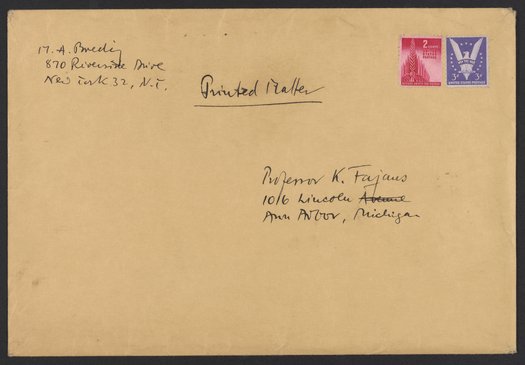 M. A. Bredig
870 Riverside Drive
New York 32, N.Y.
Printed Matter
2 CENTS
3¢ 3¢
UNITED STATES POSTAGE
Professor K. Fajans
1016 Lincoln Avenue
Ann Arbor, Michigan